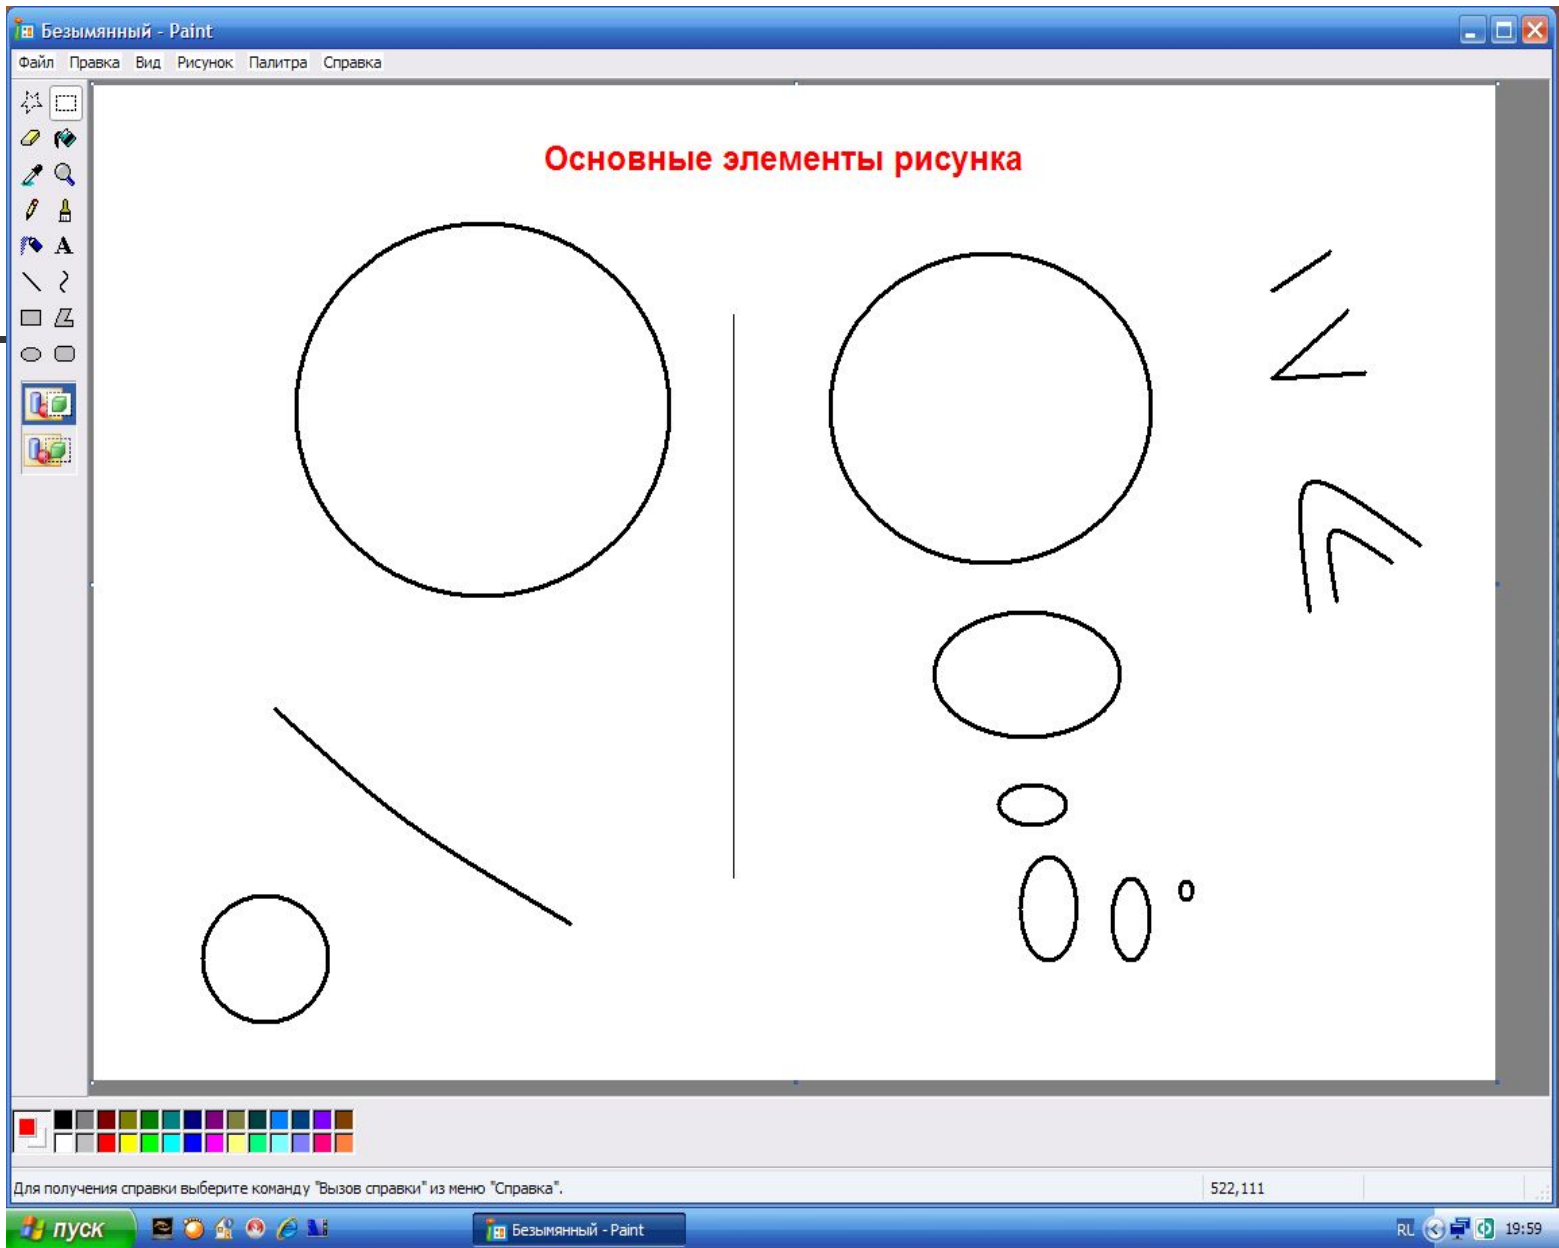 Безымянный - Paint
Файл Правка Вид Рисунок Палитра Справка
A
Основные элементы рисунка
Для получения справки выберите команду "Вызов справки" из меню "Справка".
522,111
пуск
Безымянный - Paint
RL
19:59